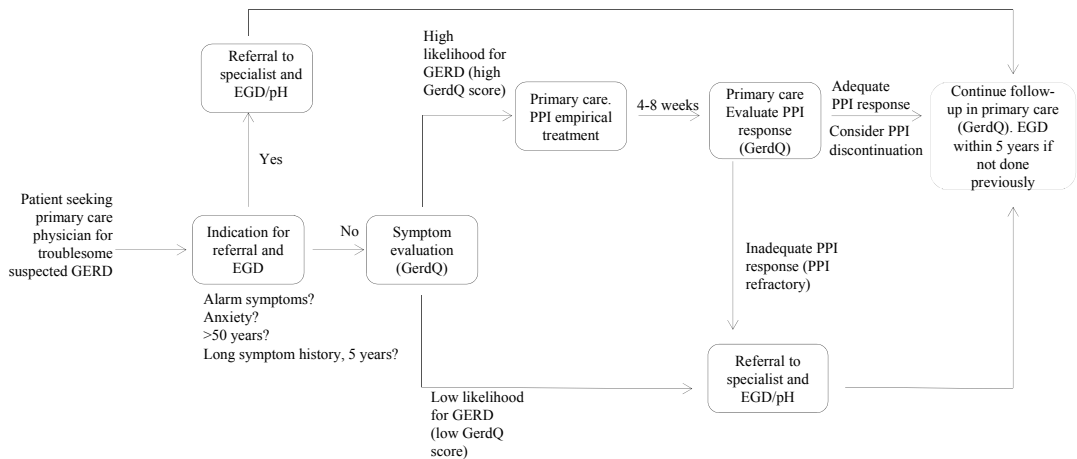 Patient seeking
primary care
physician for
troublesome
suspected GERD
Indication for
referral and
EGD
Alarm symptoms?
Anxiety?
>50 years?
Long symptom history, 5 years?
Yes
Referral to
specialist and
EGD/pH
No
Symptom
evaluation
(GerdQ)
High
likelihood for
GERD (high
GerdQ score)
Primary care.
PPI empirical
treatment
4-8 weeks
Primary care
Evaluate PPI
response
(GerdQ)
Adequate
PPI response
Consider PPI
discontinuation
Continue follow-
up in primary care
(GerdQ). EGD
within 5 years if
not done
previously
Inadequate PPI
response (PPI
refractory)
Low likelihood
for GERD
(low GerdQ
score)
Referral to
specialist and
EGD/pH